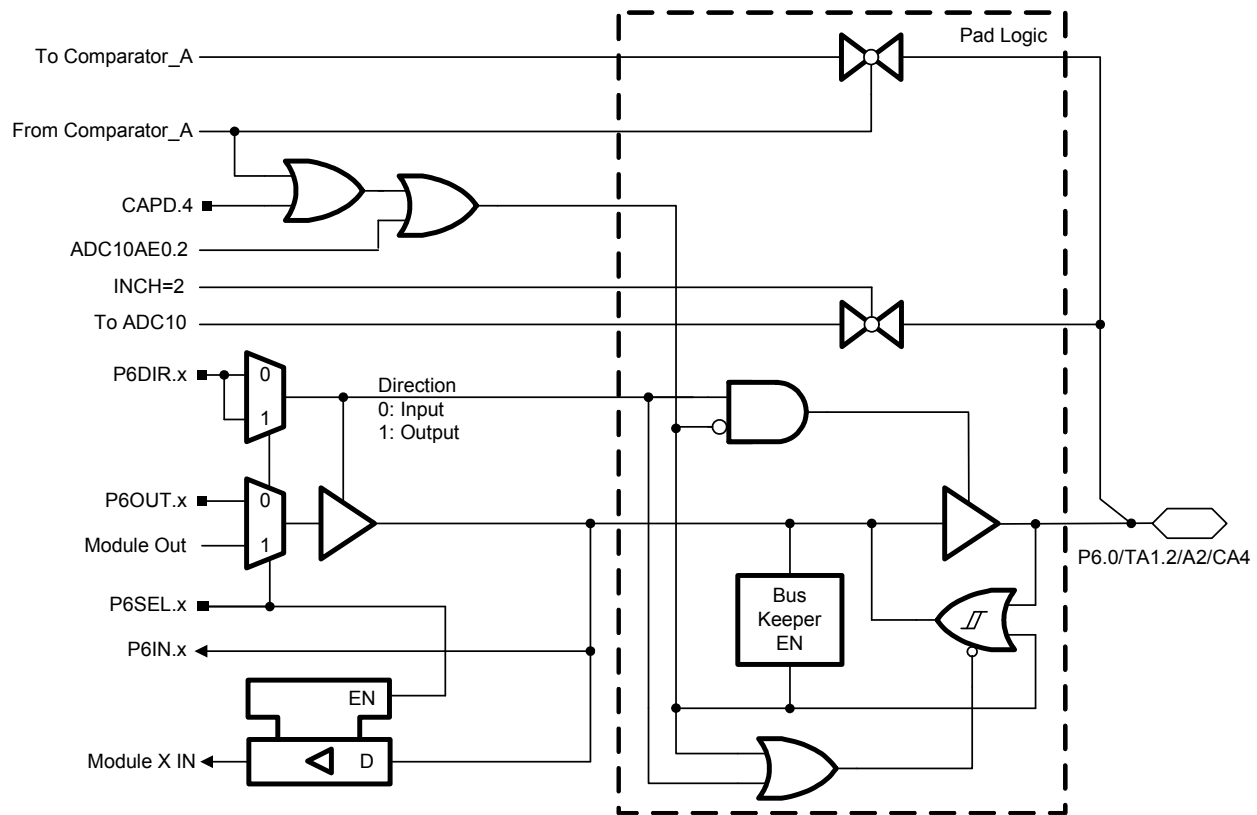 Pad Logic
To Comparator_A
From Comparator_A
CAPD.4
ADC10AE0.2
INCH=2
To ADC10
P6DIR.x
0
1
Direction
0: Input
1: Output
P6OUT.x
0
Module Out
1
P6.0/TA1.2/A2/CA4
P6SEL.x
Bus
Keeper
EN
P6IN.x
EN
Module X IN
D